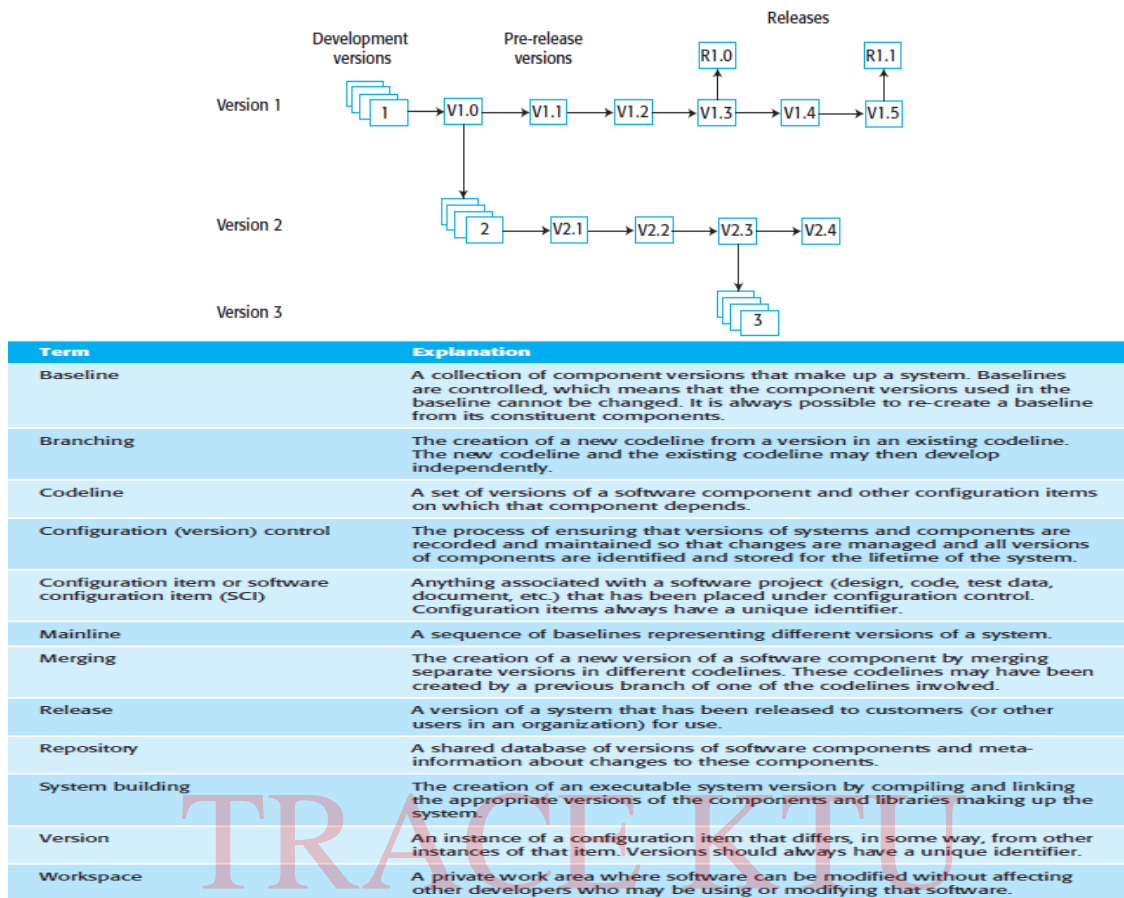 Releases
Development
versions
Pre-release
versions
R1.0
R1.1
Version 1
1
V1.0
V1.1
V1.2
V1.3
V1.4
V1.5
Version 2
2
V2.1
V2.2
V2.3
V2.4
Version 3
3
Term
Explanation
Baseline
A collection of component versions that make up a system. Baselines
are controlled, which means that the component versions used in the
baseline cannot be changed. It is always possible to re-create a baseline
from its constituent components.
Branching
The creation of a new codeline from a version in an existing codeline.
The new codeline and the existing codeline may then develop
independently.
Codeline
A set of versions of a software component and other configuration items
on which that component depends.
Configuration (version) control
The process of ensuring that versions of systems and components are
recorded and maintained so that changes are managed and all versions
of components are identified and stored for the lifetime of the system.
Configuration item or software
configuration item (SCI)
Anything associated with a software project (design, code, test data,
document, etc.) that has been placed under configuration control.
Configuration items always have a unique identifier.
Mainline
A sequence of baselines representing different versions of a system.
Merging
The creation of a new version of a software component by merging
separate versions in different codelines. These codelines may have been
created by a previous branch of one of the codelines involved.
Release
A version of a system that has been released to customers (or other
users in an organization) for use.
Repository
A shared database of versions of software components and meta-
information about changes to these components.
System building
The creation of an executable system version by compiling and linking
the appropriate versions of the components and libraries making up the
system.
Version
An instance of a configuration item that differs, in some way, from other
instances of that item. Versions should always have a unique identifier.
Workspace
A private work area where software can be modified without affecting
other developers who may be using or modifying that software.
TRACE KTU